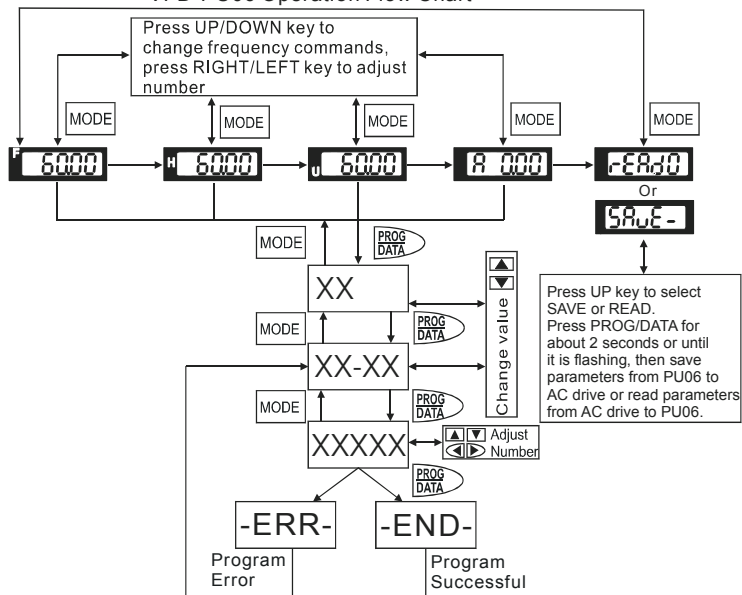 Press UP/DOWN key to
change frequency commands,
press RIGHT/LEFT key to adjust
number
MODE
MODE
MODE
MODE
MODE
F 60.00
H 60.00
U 60.00
A 0.00
rEAd0
Or
SAvE-
MODE
PROG
DATA
XX
MODE
PROG
DATA
XX-XX
MODE
PROG
DATA
XXXXX
PROG
DATA
Change value
Adjust
Number
Press UP key to select
SAVE or READ.
Press PROG/DATA for
about 2 seconds or until
it is flashing, then save
parameters from PU06 to
AC drive or read parameters
from AC drive to PU06.
-ERR-
-END-
Program
Error
Program
Successful